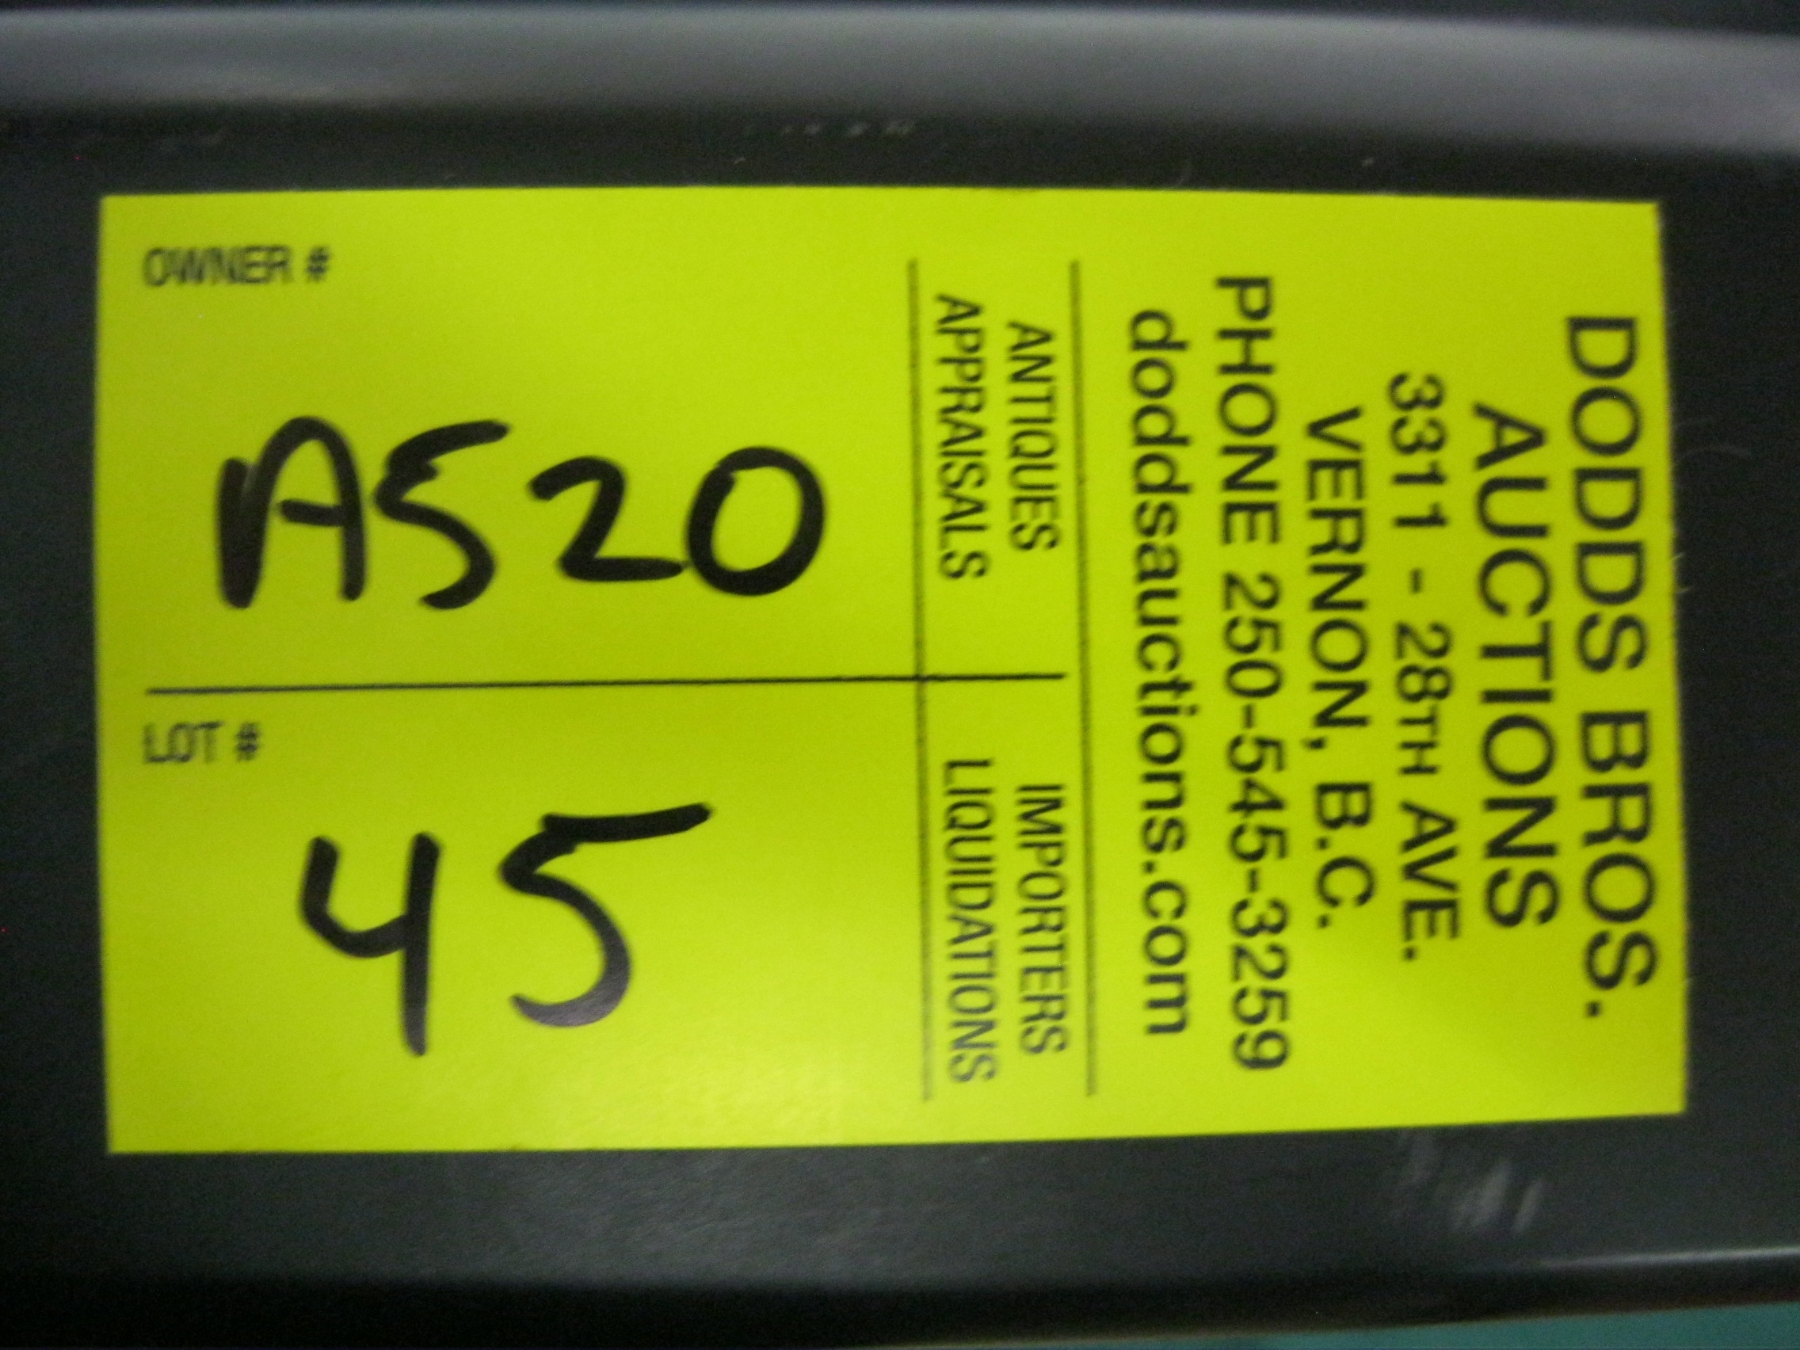 DODDS BROS.
AUCTIONS
3311 - 28TH AVE.
VERNON, B.C.
PHONE 250-545-3259
doddsauctions.com
ANTIQUES IMPORTERS
APPRAISALS LIQUIDATIONS
OWNER #
A520
LOT #
45